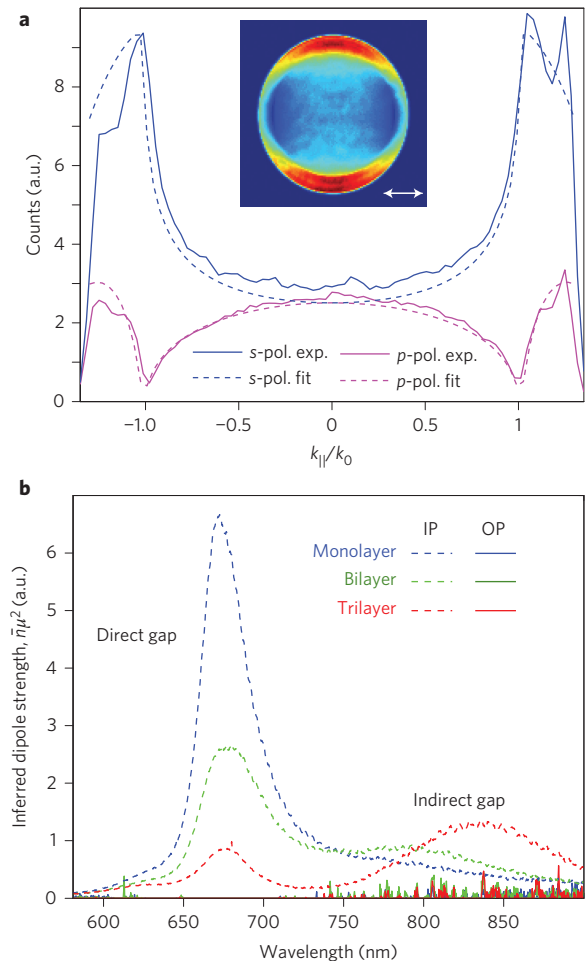 a
Counts (a.u.)
8
6
4
2
0
s-pol. exp.
p-pol. exp.
s-pol. fit
p-pol. fit
−1.0
−0.5
0
0.5
1
k||/k0
b
Inferred dipole strength, n̄μ² (a.u.)
6
5
4
3
2
1
0
IP
OP
Monolayer
Bilayer
Trilayer
Direct gap
Indirect gap
600
650
700
750
800
850
Wavelength (nm)